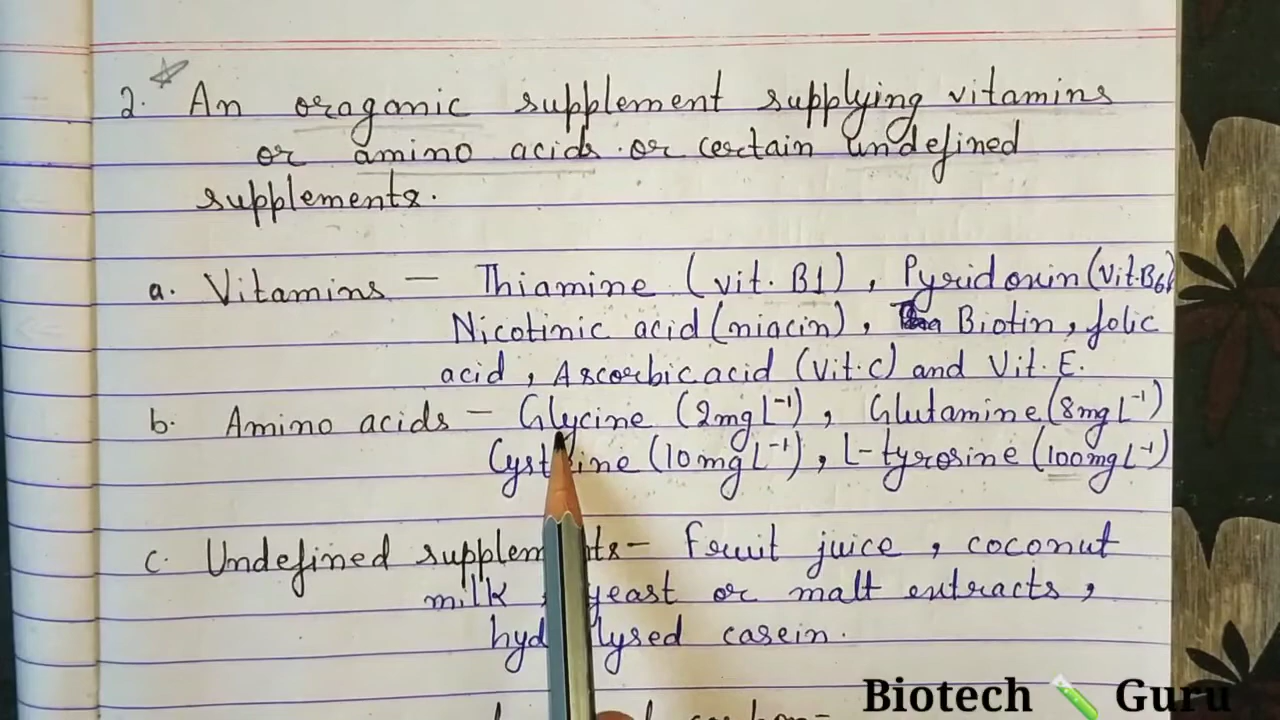 2. An oraganic supplement supplying vitamins
or amino acids or certain undefined
supplements.
a. Vitamins - Thiamine (vit. B1), Pyridoxin (Vit.B6)
Nicotinic acid (niacin), Biotin, folic
acid, Ascorbic acid (Vit.C) and Vit. E.
b. Amino acids - Glycine (2mg L⁻¹), Glutamine (8mg L⁻¹)
(10mg L⁻¹), L-tyrosine (100mg L⁻¹)
c. Undefined - Fruit juice, coconut
milk, yeast or malt extracts,
casein.
Biotech Guru